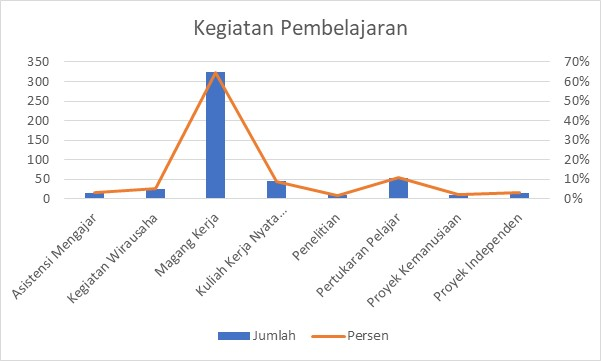 Kegiatan Pembelajaran
350
300
250
200
150
100
50
0
70%
60%
50%
40%
30%
20%
10%
0%
Asistensi Mengajar
Kegiatan Wirausaha
Magang Kerja
Kuliah Kerja Nyata...
Penelitian
Pertukaran Pelajar
Proyek Kemanusiaan
Proyek Independen
Jumlah
Persen